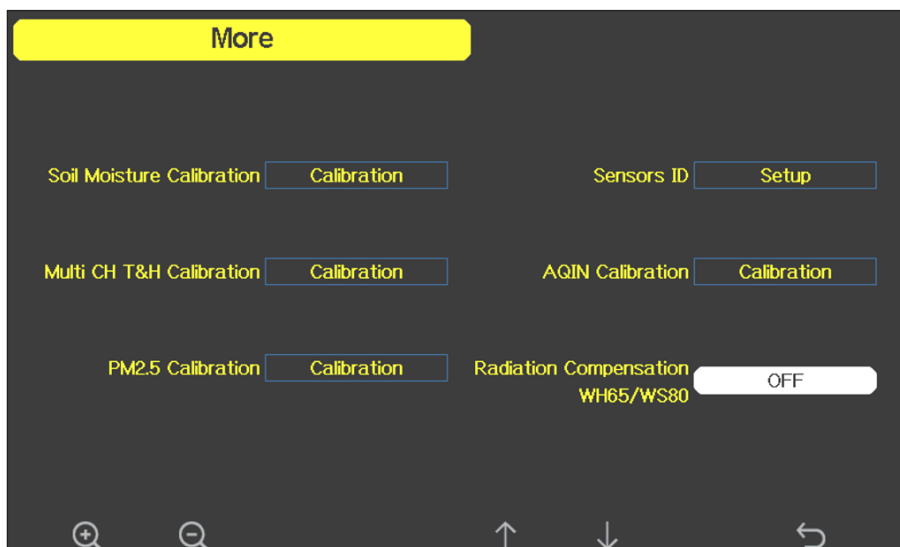 More
Soil Moisture Calibration Calibration Sensors ID Setup
Multi CH T&H Calibration Calibration AQIN Calibration Calibration
PM2.5 Calibration Calibration Radiation Compensation
WH65/WS80 OFF